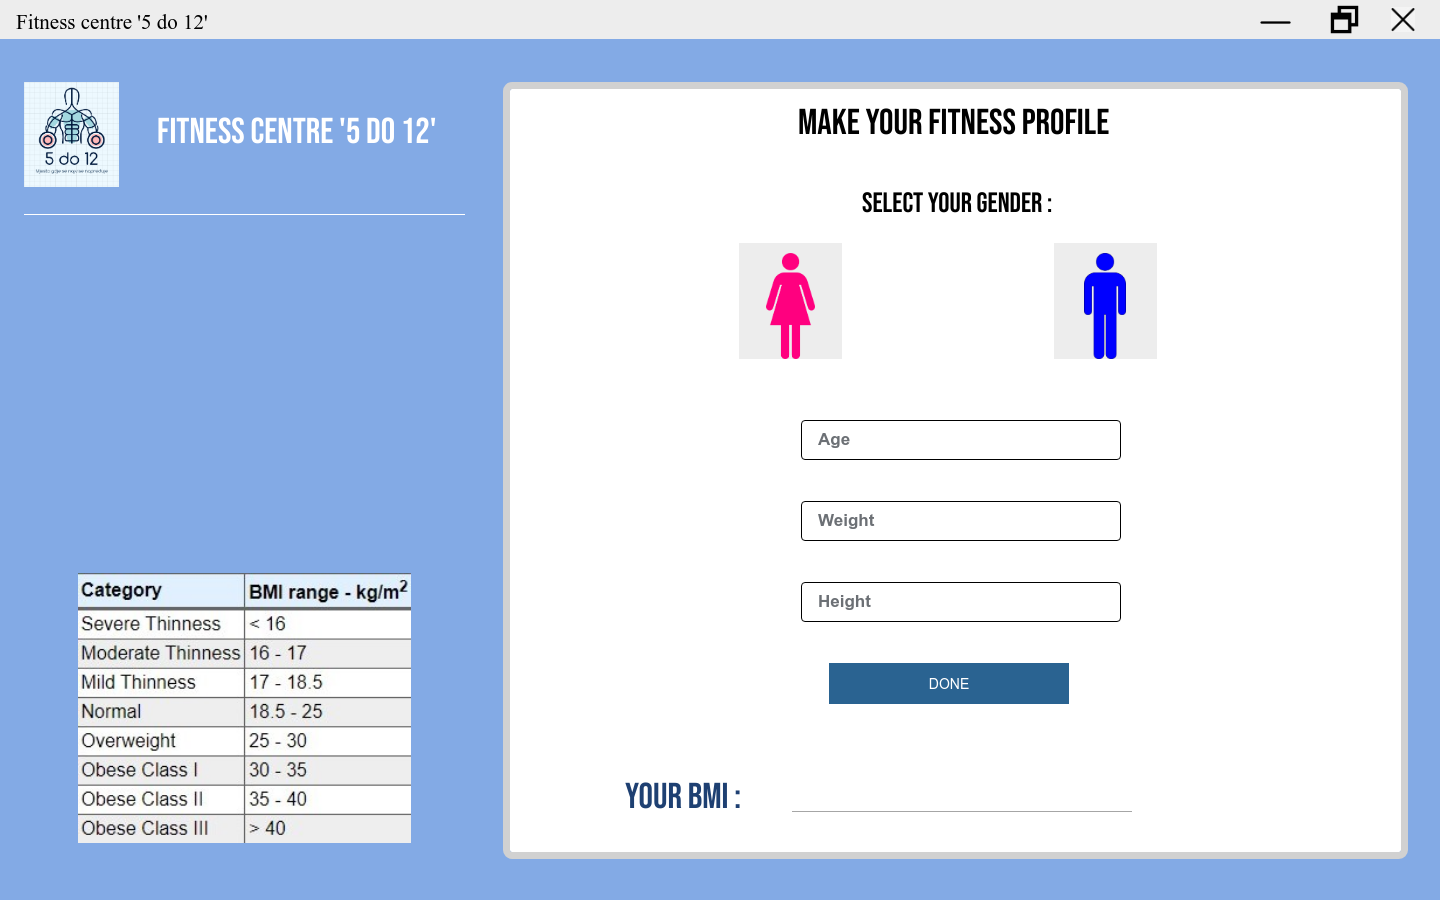 Fitness centre '5 do 12'
5 do 12
FITNESS CENTRE '5 DO 12'
MAKE YOUR FITNESS PROFILE
SELECT YOUR GENDER :
Age
Weight
Height
DONE
YOUR BMI :
Category BMI range - kg/m²
Severe Thinness < 16
Moderate Thinness 16 - 17
Mild Thinness 17 - 18.5
Normal 18.5 - 25
Overweight 25 - 30
Obese Class I 30 - 35
Obese Class II 35 - 40
Obese Class III > 40